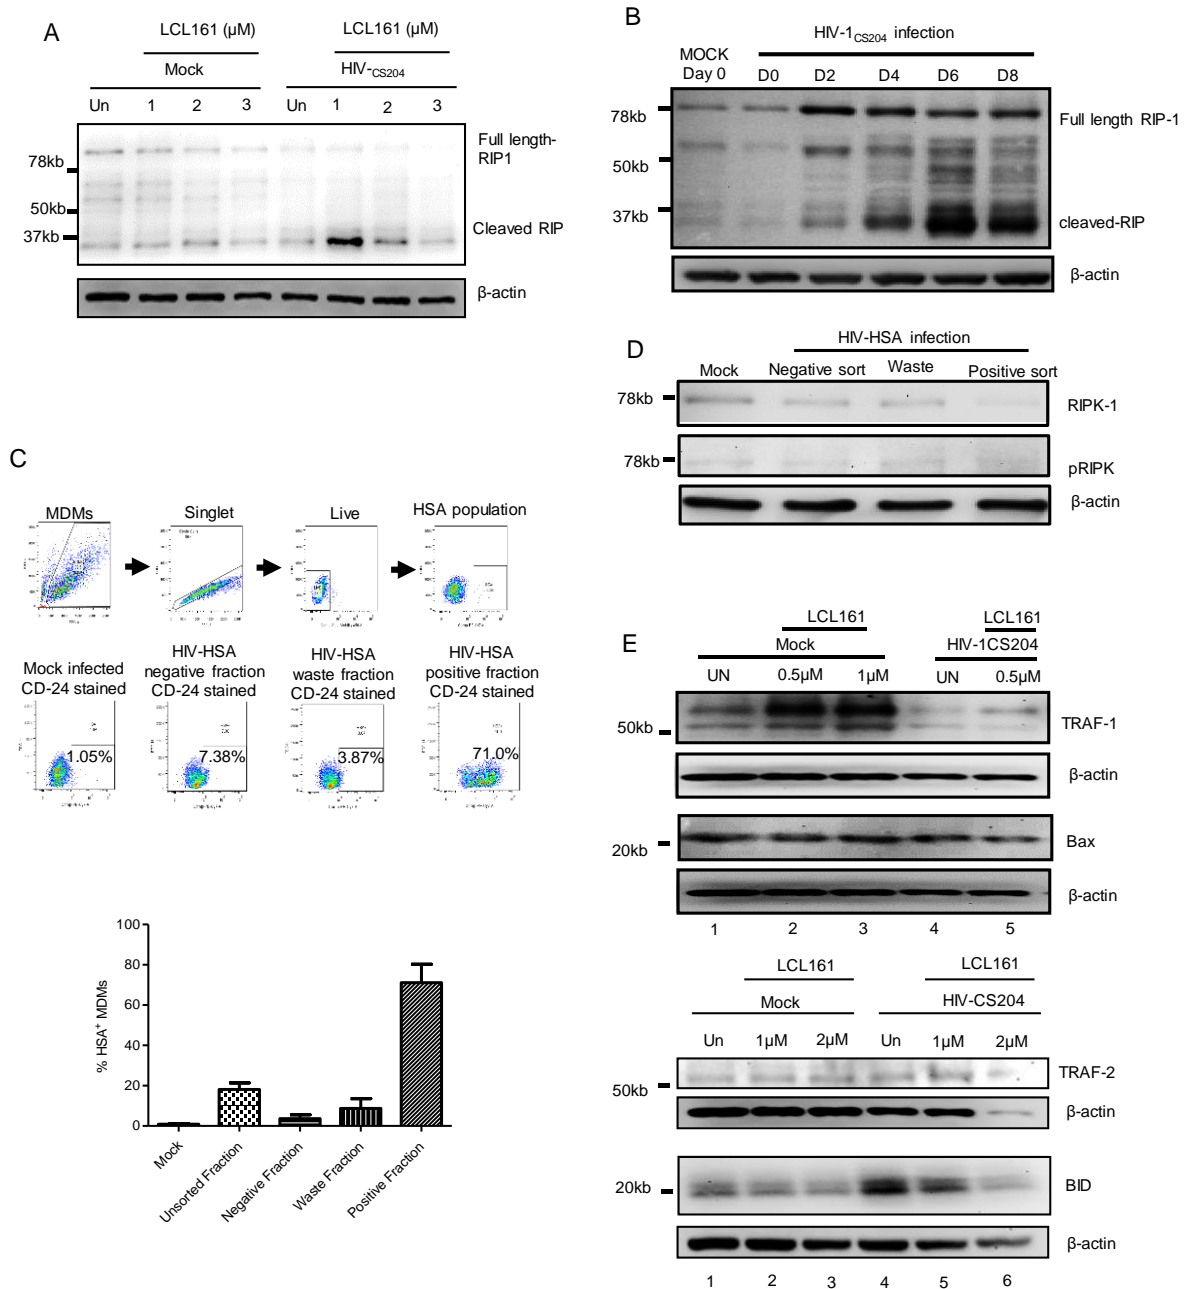 A
LCL161 (µM)
LCL161 (µM)
Mock
HIV-CS204
Un 1 2 3 Un 1 2 3
Full length-
RIP1
78kb
50kb
37kb
Cleaved RIP
β-actin
B
HIV-1CS204 infection
MOCK
Day 0 D0 D2 D4 D6 D8
78kb
Full length RIP-1
50kb
37kb
cleaved-RIP
β-actin
C
MDMs
Singlet
Live
HSA population
Mock infected
CD-24 stained
HIV-HSA
negative fraction
CD-24 stained
HIV-HSA
waste fraction
CD-24 stained
HIV-HSA
positive fraction
CD-24 stained
1.05%
7.38%
3.87%
71.0%
% HSA+ MDMs
100
80
60
40
20
0
Mock
Unsorted Fraction
Negative Fraction
Waste Fraction
Positive Fraction
D
HIV-HSA infection
Mock Negative sort Waste Positive sort
78kb
RIPK-1
78kb
pRIPK
β-actin
E
LCL161
LCL161
Mock
HIV-1CS204
UN 0.5µM 1µM UN 0.5µM
50kb
TRAF-1
β-actin
20kb
Bax
β-actin
1 2 3 4 5
LCL161
LCL161
Mock
HIV-CS204
Un 1µM 2µM Un 1µM 2µM
50kb
TRAF-2
β-actin
20kb
BID
β-actin
1 2 3 4 5 6